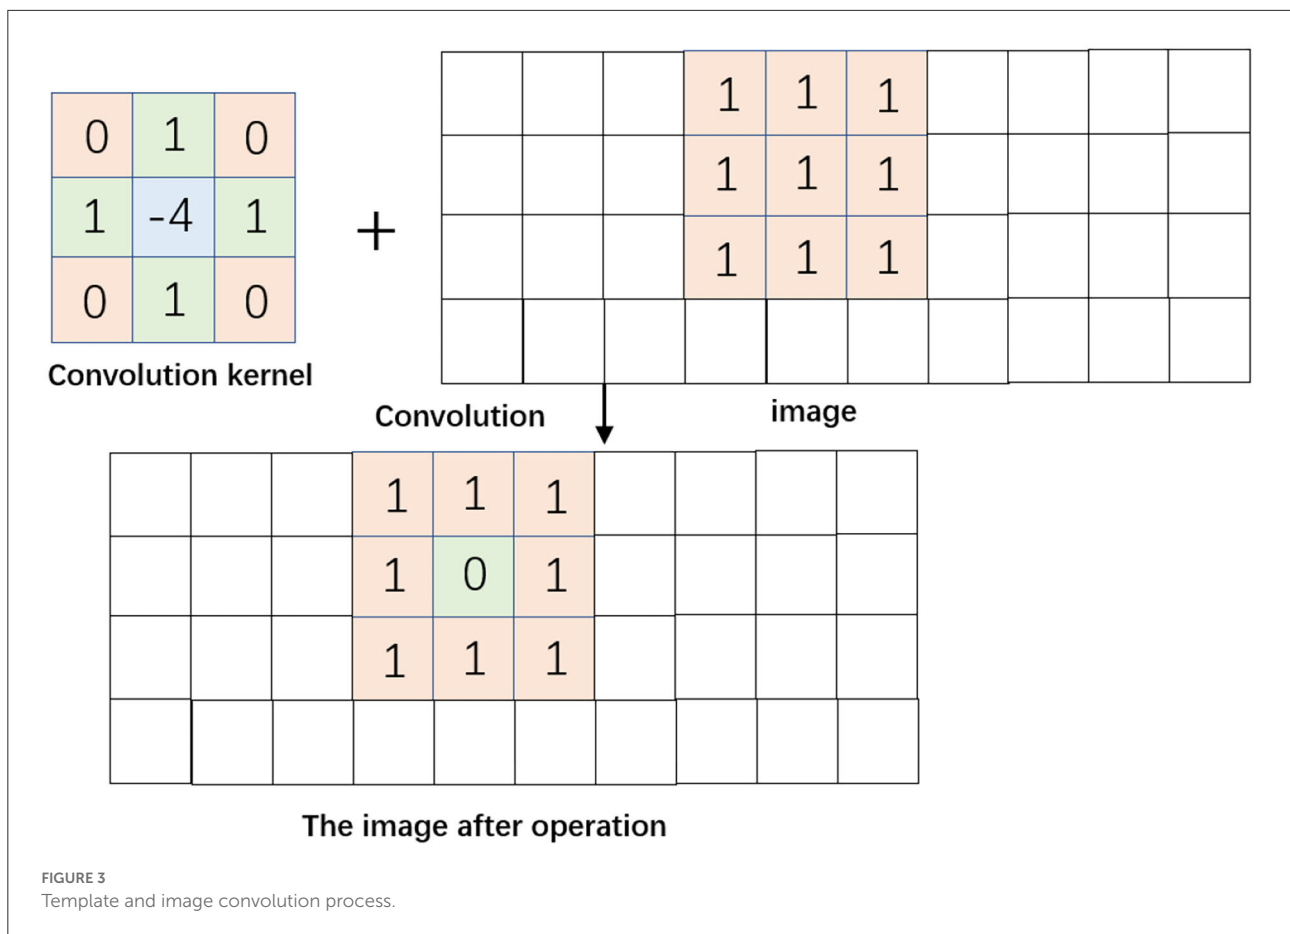 0 1 0
1 -4 1
0 1 0
Convolution kernel
+
1 1 1
1 1 1
1 1 1
image
Convolution
1 1 1
1 0 1
1 1 1
The image after operation
FIGURE 3
Template and image convolution process.